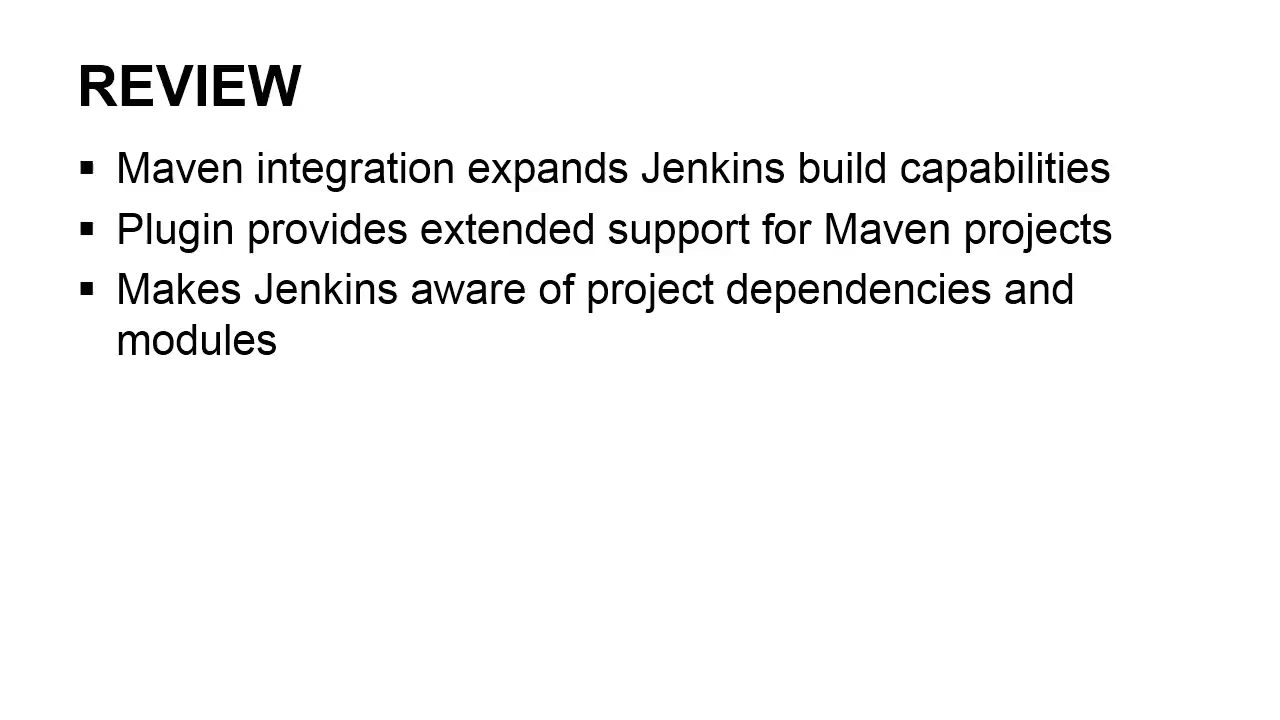 REVIEW
▪ Maven integration expands Jenkins build capabilities
▪ Plugin provides extended support for Maven projects
▪ Makes Jenkins aware of project dependencies and
modules